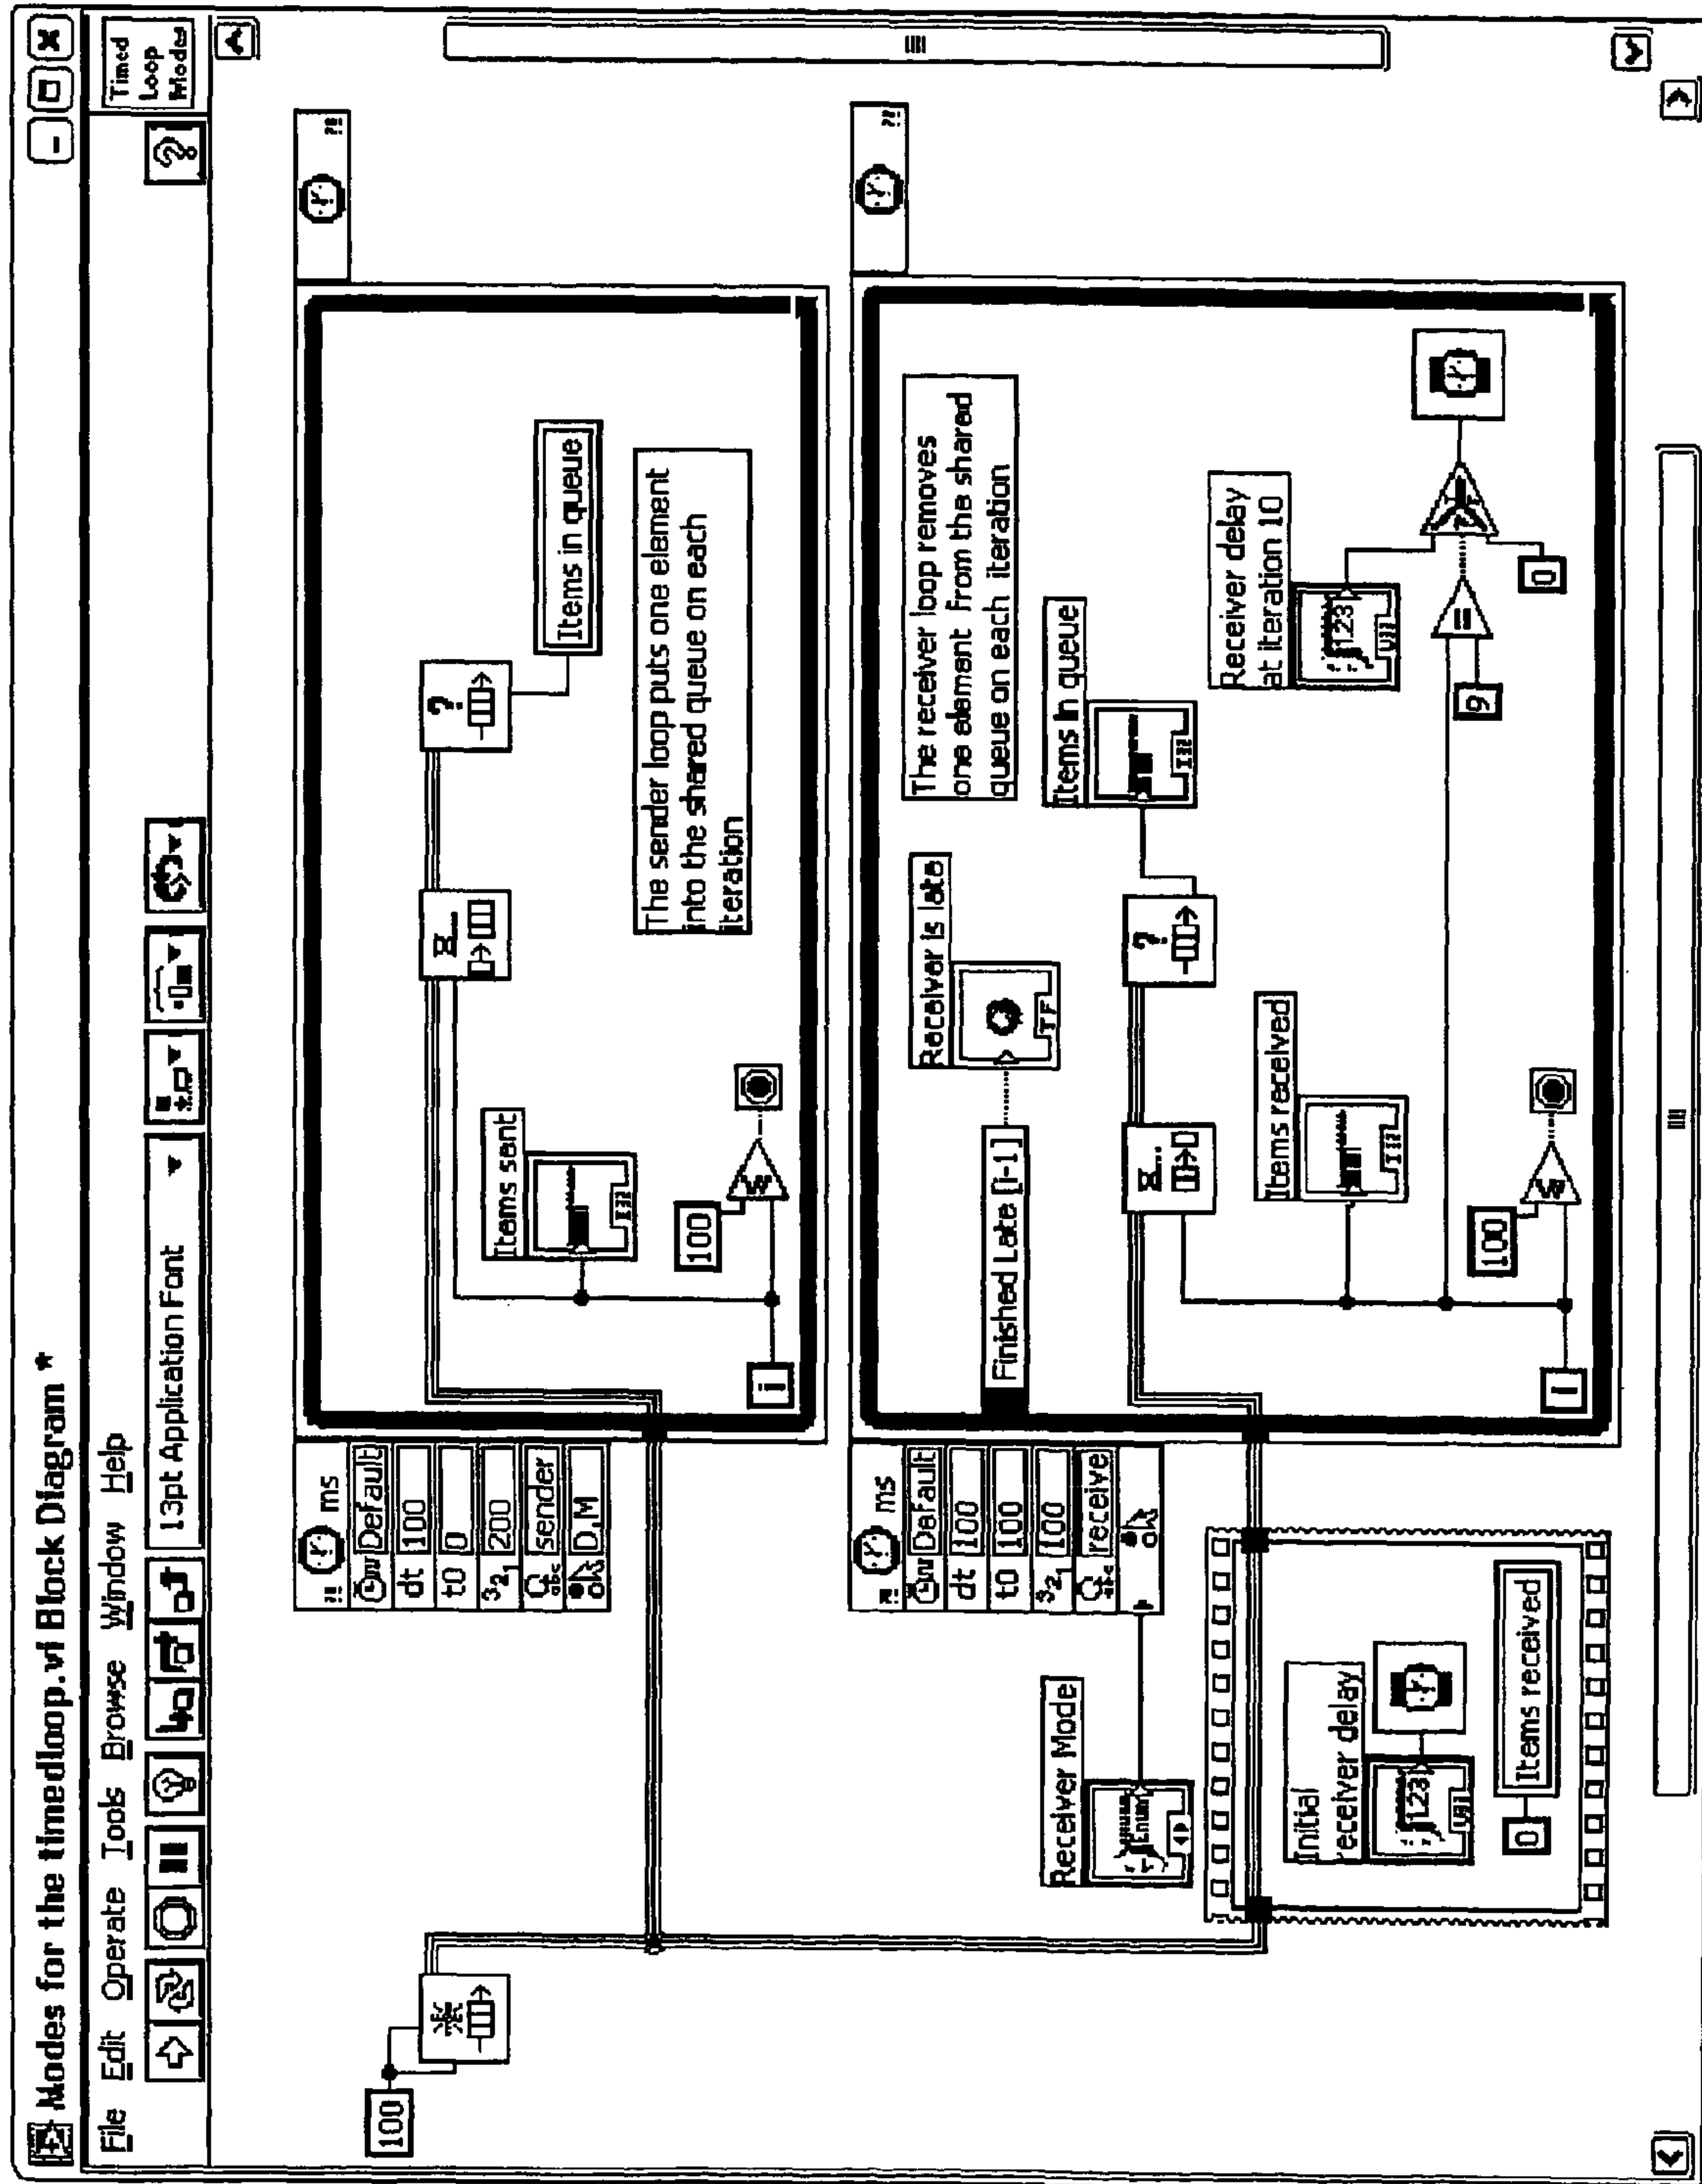 Modes for the timedloop.vi Block Diagram *
File Edit Operate Tools Browse Window Help
13pt Application Font
Timed
Loop
Modes
100
ms
Default
dt 100
t0 0
200
sender
D,M
Items sent
100
i
Items in queue
The sender loop puts one element
into the shared queue on each
iteration
Receiver Mode
Enum
ms
Default
dt 100
t0 100
100
receive
Finished Late [i-1]
Receiver is late
TF
The receiver loop removes
one element from the shared
queue on each iteration
Items in queue
Items received
100
i
Receiver delay
at iteration 10
123
9
0
Initial
receiver delay
123
0
Items received